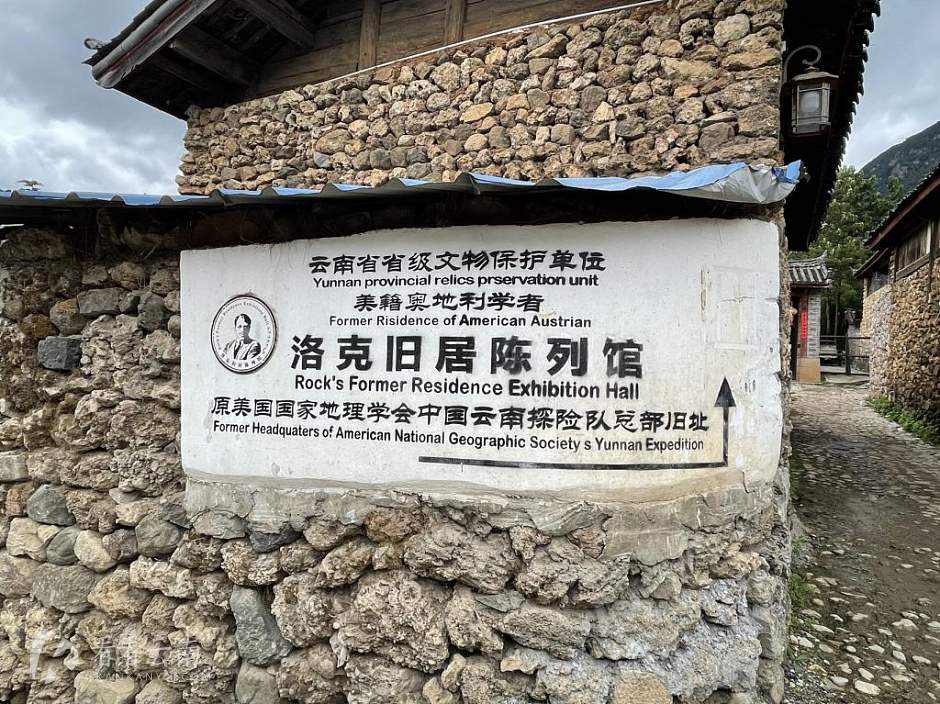 云南省省级文物保护单位
Yunnan provincial relics prservation unit
美籍奥地利学者
Former Risidence of American Austrian
洛克旧居陈列馆
Rock's Former Residence Exhibition Hall
原美国国家地理学会中国云南探险队总部旧址
Former Headquaters of American National Geographic Society s Yunnan Expedition